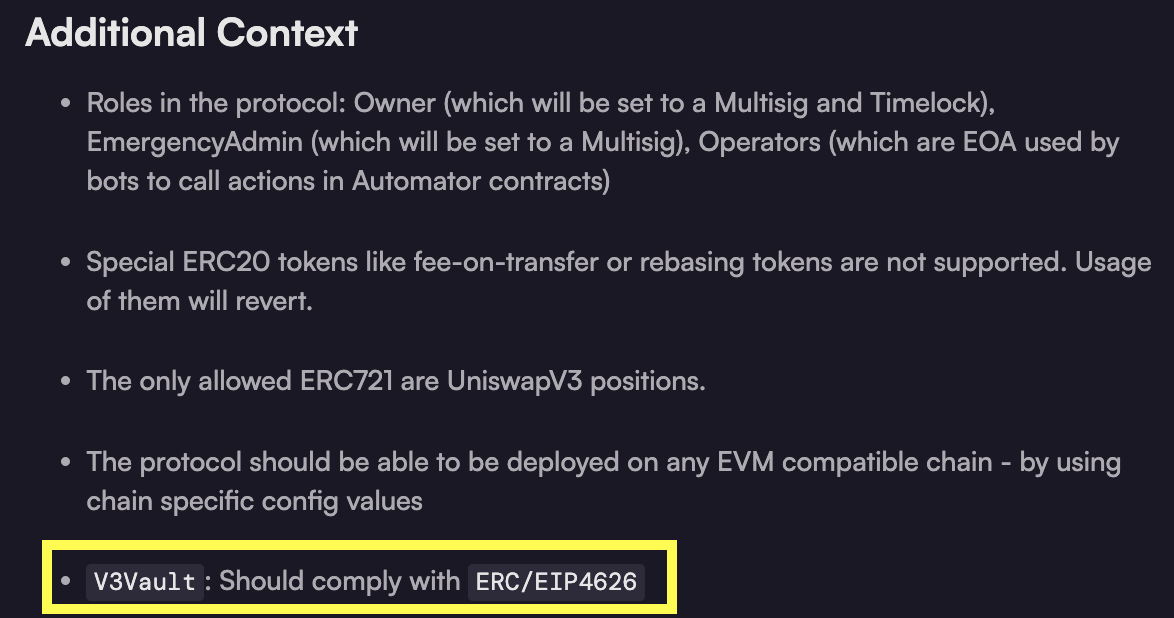 Additional Context
• Roles in the protocol: Owner (which will be set to a Multisig and Timelock),
EmergencyAdmin (which will be set to a Multisig), Operators (which are EOA used by
bots to call actions in Automator contracts)
• Special ERC20 tokens like fee-on-transfer or rebasing tokens are not supported. Usage
of them will revert.
• The only allowed ERC721 are UniswapV3 positions.
• The protocol should be able to be deployed on any EVM compatible chain - by using
chain specific config values
• V3Vault: Should comply with ERC/EIP4626